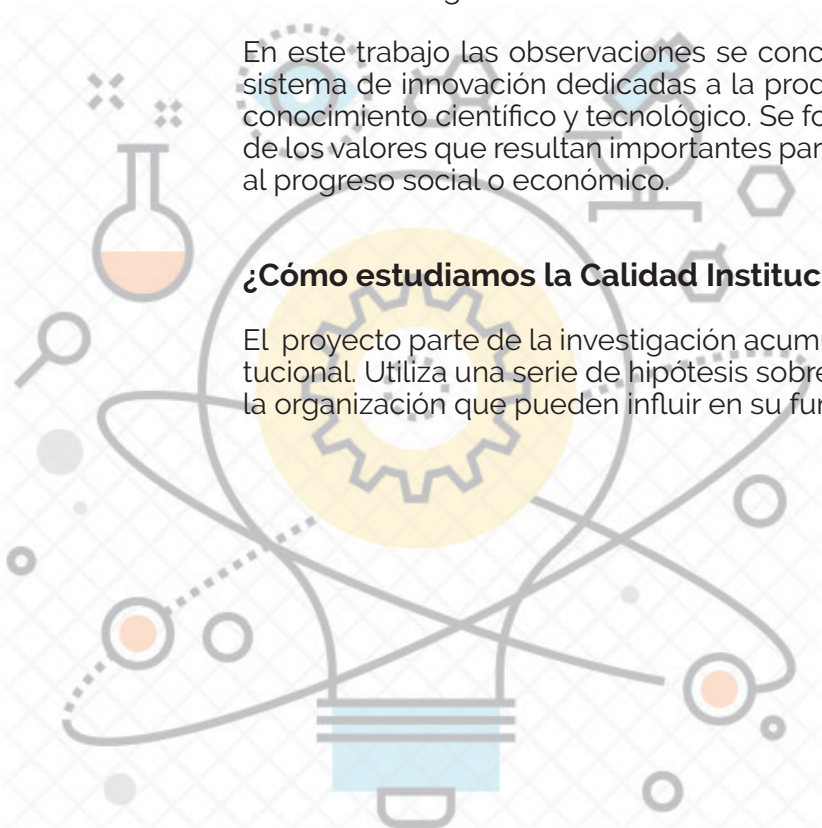 En este trabajo las observaciones se conc
sistema de innovación dedicadas a la prod
conocimiento científico y tecnológico. Se fo
de los valores que resultan importantes par
al progreso social o económico.
¿Cómo estudiamos la Calidad Instituc
El proyecto parte de la investigación acum
tucional. Utiliza una serie de hipótesis sobre
la organización que pueden influir en su fu